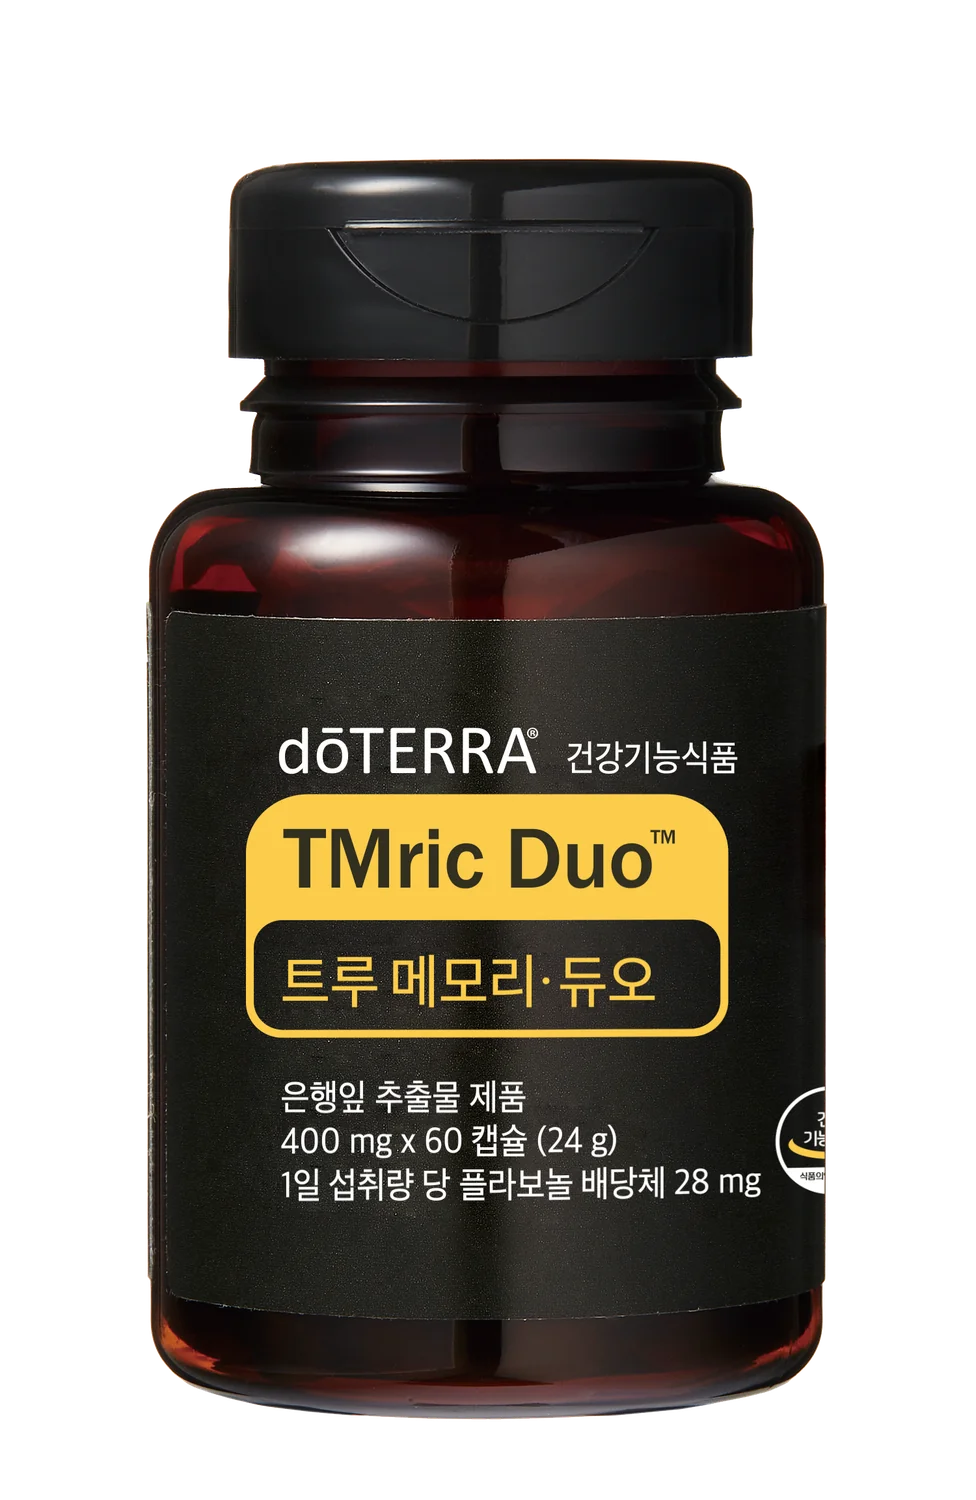 dōTERRA® 건강기능식품
TMric Duo™
트루 메모리·듀오
은행잎 추출물 제품
400 mg x 60 캡슐 (24 g)
1일 섭취량 당 플라보놀 배당체 28 mg